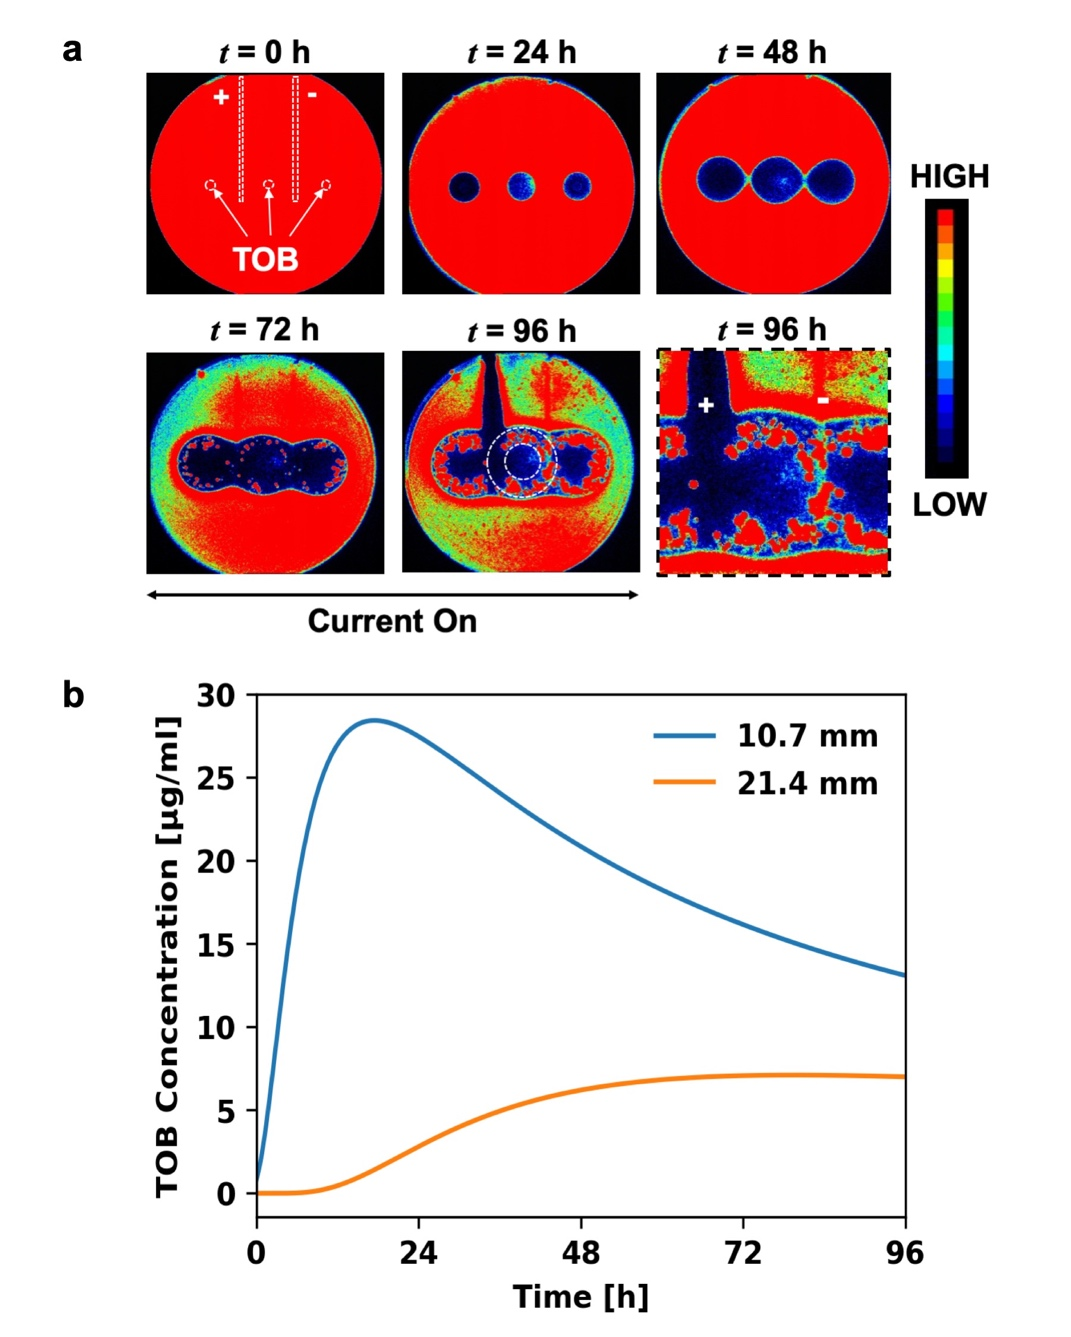 a
t = 0 h
t = 24 h
t = 48 h
+ -
TOB
HIGH
LOW
t = 72 h
t = 96 h
t = 96 h
+ -
Current On
b
30
25
20
15
10
5
0
TOB Concentration [µg/ml]
10.7 mm
21.4 mm
0 24 48 72 96
Time [h]